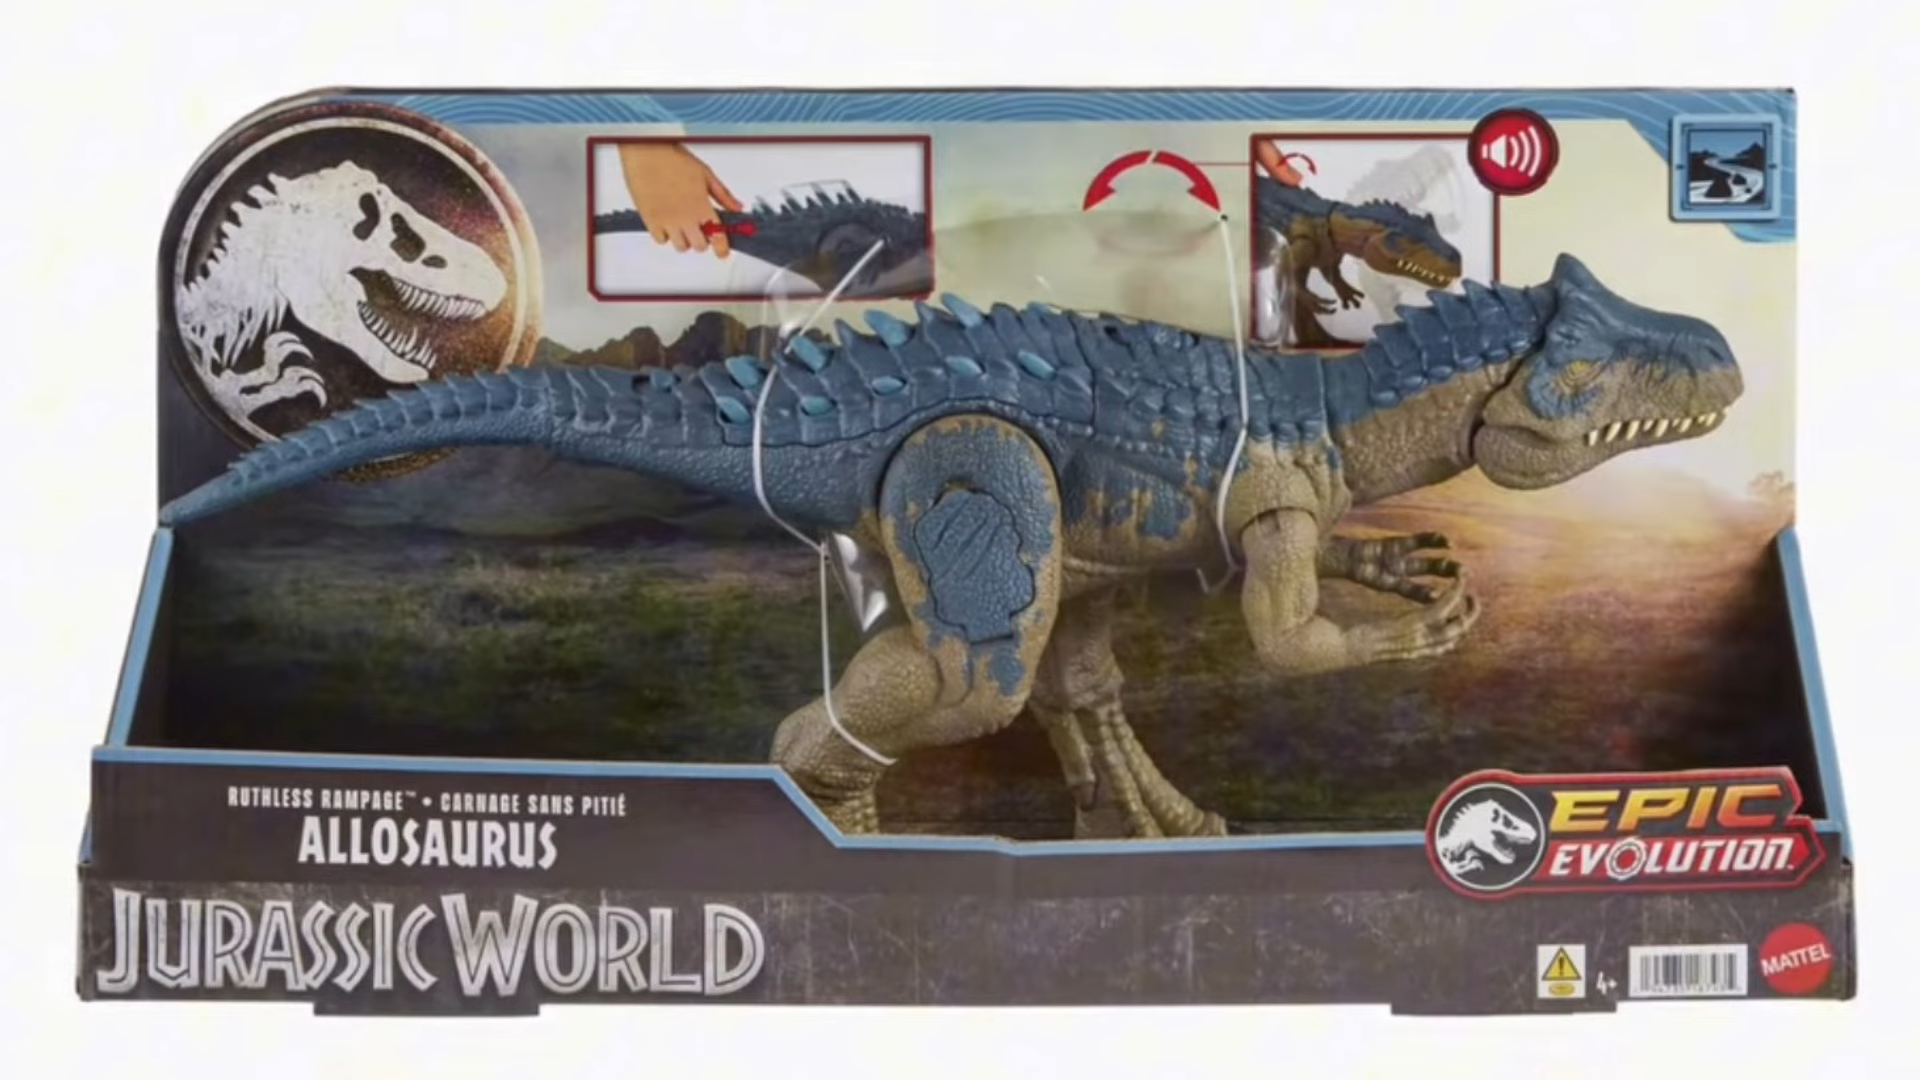 RUTHLESS RAMPAGE™ • CARNAGE SANS PITIÉ
ALLOSAURUS
JURASSIC WORLD
EPIC
EVOLUTION
4+
MATTEL